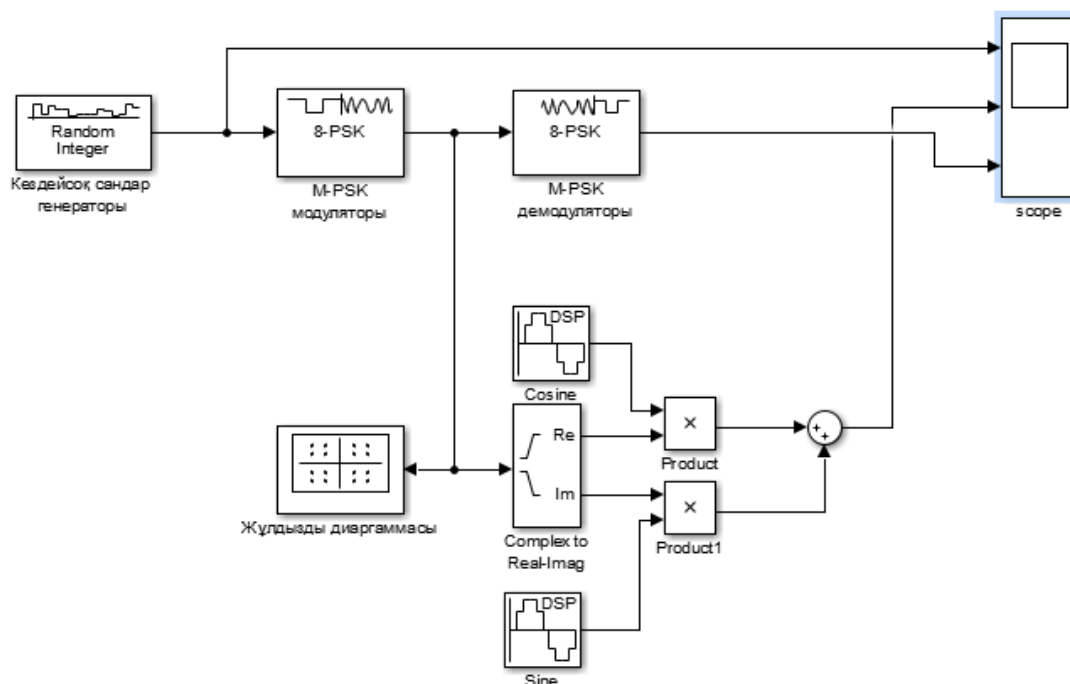 Random
Integer
Кездейсоқ сандар
генераторы
8-PSK
M-PSK
модуляторы
8-PSK
M-PSK
демодуляторы
scope
DSP
Cosine
Re
Im
Complex to
Real-Imag
×
Product
×
Product1
+
+
Жұлдызды диаргаммасы
DSP
Sine